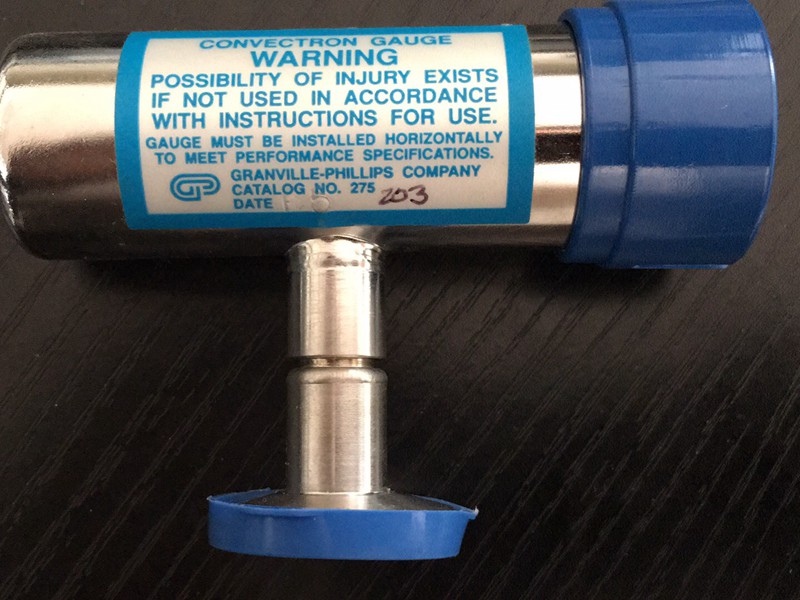 CONVECTRON GAUGE
WARNING
POSSIBILITY OF INJURY EXISTS
IF NOT USED IN ACCORDANCE
WITH INSTRUCTIONS FOR USE.
GAUGE MUST BE INSTALLED HORIZONTALLY
TO MEET PERFORMANCE SPECIFICATIONS.
GP GRANVILLE-PHILLIPS COMPANY
CATALOG NO. 275 203
DATE